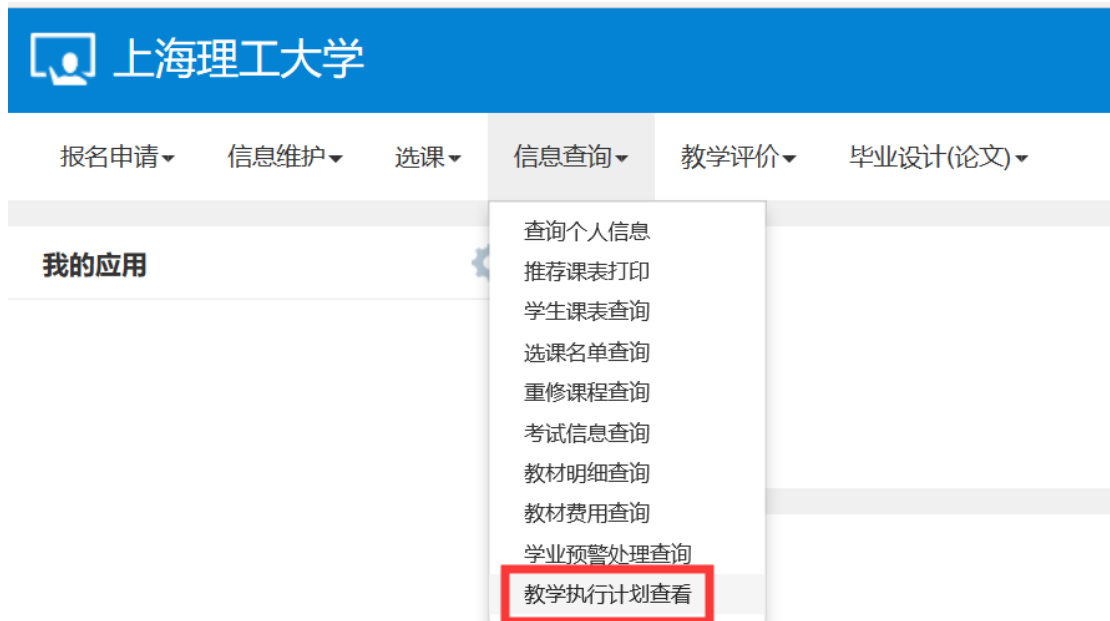 上海理工大学
报名申请 信息维护 选课 信息查询 教学评价 毕业设计(论文)
我的应用
查询个人信息
推荐课表打印
学生课表查询
选课名单查询
重修课程查询
考试信息查询
教材明细查询
教材费用查询
学业预警处理查询
教学执行计划查看